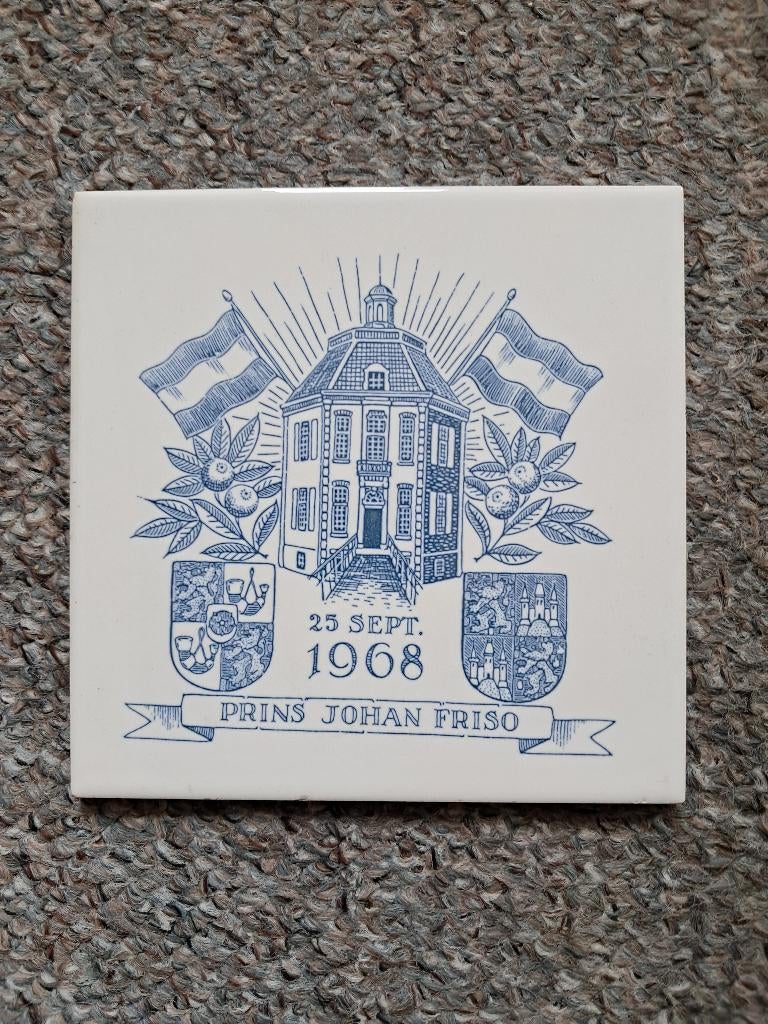 25 SEPT.
1968
PRINS JOHAN FRISO